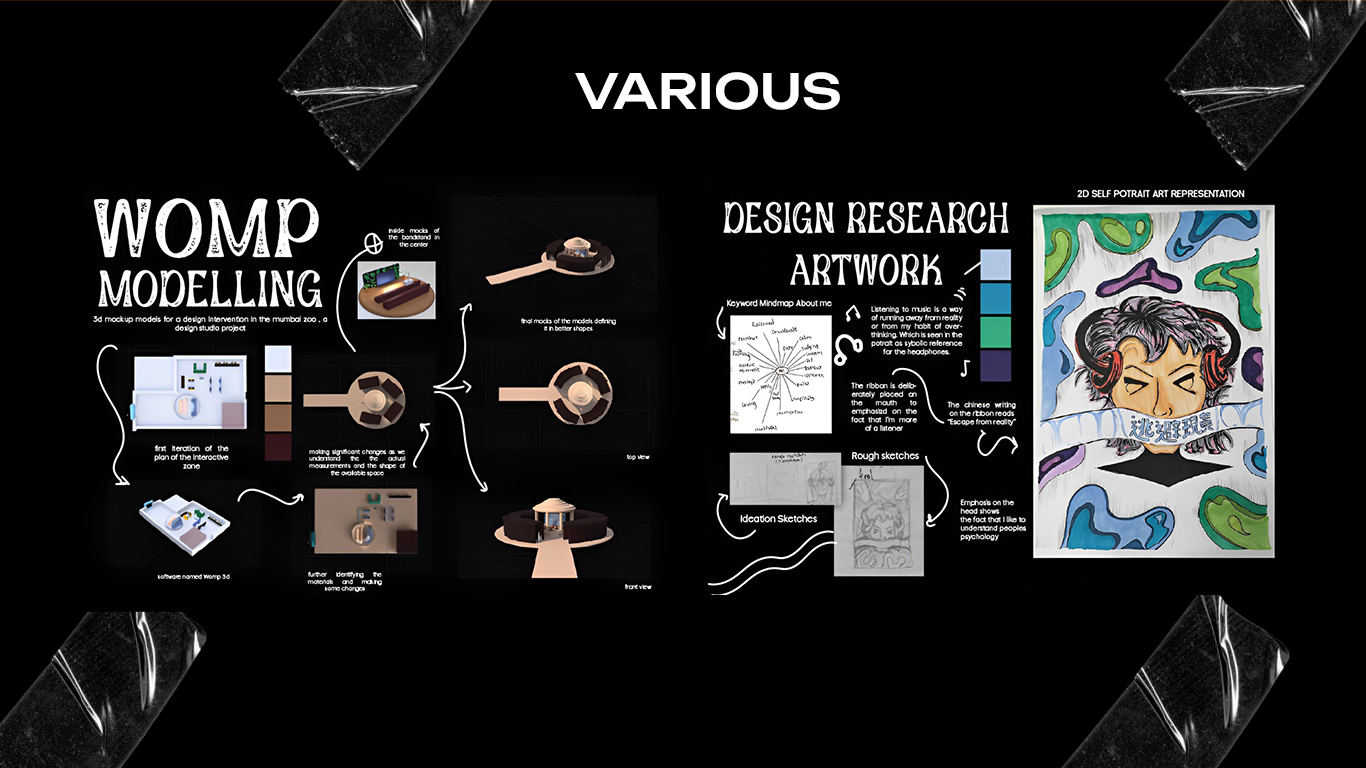 VARIOUS
WOMP
MODELLING
3d mockup models for a design intervention in the mumbai zoo , a
design studio project
inside mocks of
the bandstand in
the center
first iteration of the
plan of the interactive
zone
software named Womp 3d
making significant changes as we
understand the the actual
measurements and the shape of
the available space
further identifying the
materials and making
some changes
final mocks of the models defining
it in better shapes
top view
front view
DESIGN RESEARCH
ARTWORK
Keyword Mindmap About me
Listening to music is a way
of running away from reality
or from my habit of over-
thinking. Which is seen in the
potrait as sybolic reference
for the headphones.
The ribbon is delib-
erately placed on
the mouth to
emphasized on the
fact that I'm more
of a listener
The chinese writing
on the ribbon reads
"Escape from reality"
Ideation Sketches
Rough sketches
Emphasis on the
head shows
the fact that I like to
understand peoples
psychology
2D SELF POTRAIT ART REPRESENTATION
逃避現實